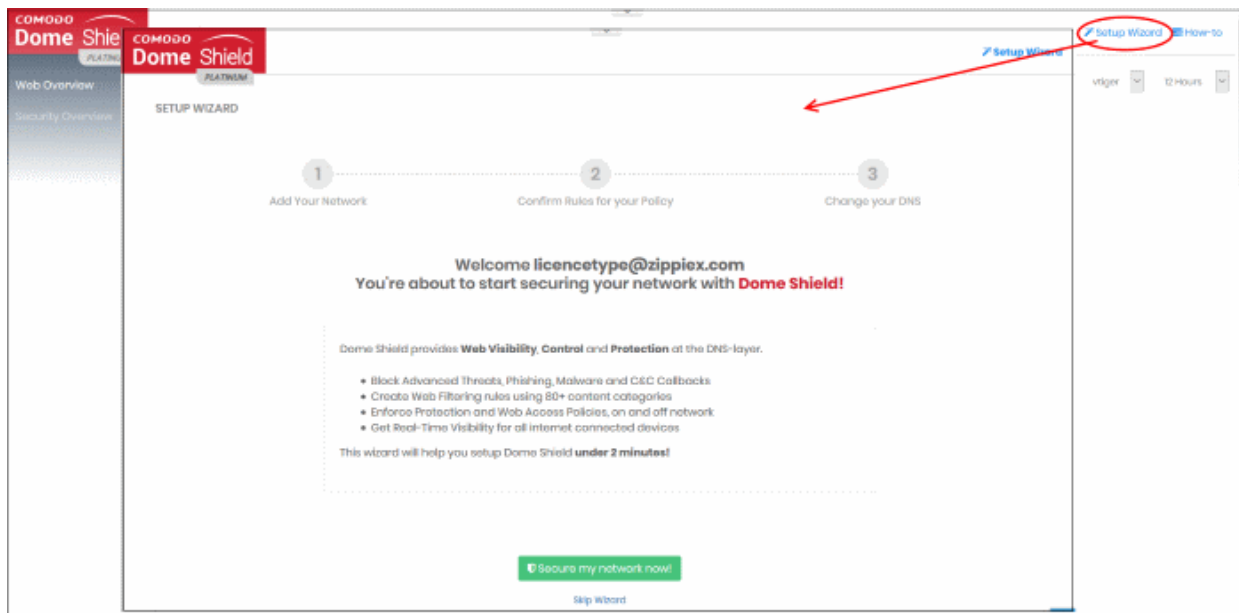 COMODO
Dome Shie
PLATINU
Web Overview
Security Overview
Setup Wizard
How-to
vtiger
12 Hours
COMODO
Dome Shield
PLATINUM
Setup Wizard
SETUP WIZARD
1
2
3
Add Your Network
Confirm Rules for your Policy
Change your DNS
Welcome licencetype@zippiex.com
You're about to start securing your network with Dome Shield!
Dome Shield provides Web Visibility, Control and Protection at the DNS-layer.
• Block Advanced Threats, Phishing, Malware and C&C Callbacks
• Create Web Filtering rules using 80+ content categories
• Enforce Protection and Web Access Policies, on and off network
• Get Real-Time Visibility for all internet connected devices
This wizard will help you setup Dome Shield under 2 minutes!
Secure my network now!
Skip Wizard